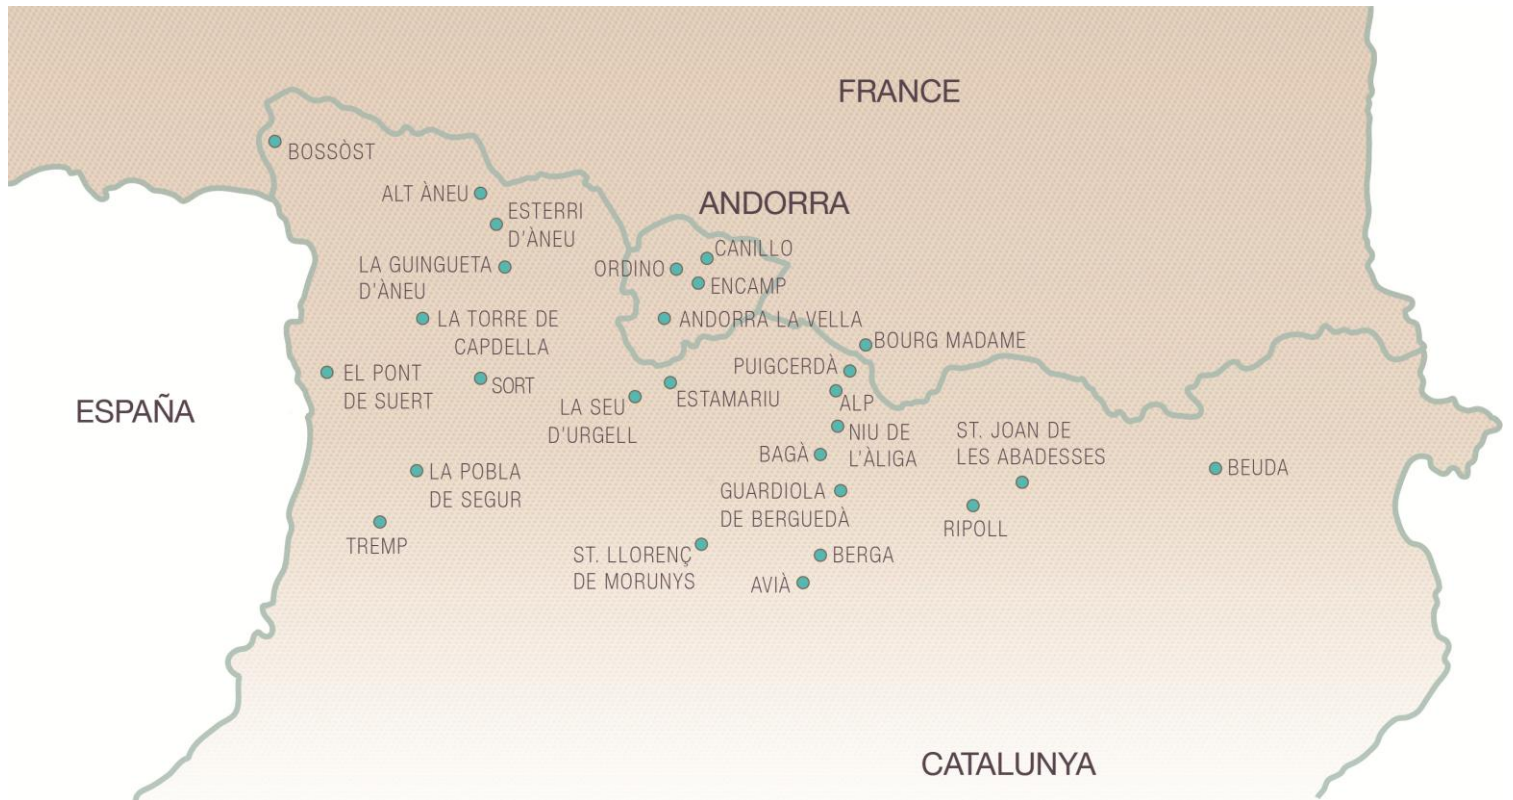 FRANCE
BOSSÒST
ALT ÀNEU
ANDORRA
ESTERRI
D'ÀNEU
CANILLO
LA GUINGUETA
D'ÀNEU
ORDINO
ENCAMP
LA TORRE DE
CAPDELLA
ANDORRA LA VELLA
BOURG MADAME
EL PONT
DE SUERT
SORT
PUIGCERDÀ
ESPAÑA
LA SEU
D'URGELL
ESTAMARIU
ALP
NIU DE
L'ÀLIGA
ST. JOAN DE
LES ABADESSES
BAGÀ
BEUDA
LA POBLA
DE SEGUR
GUARDIOLA
DE BERGUEDÀ
RIPOLL
TREMP
ST. LLORENÇ
DE MORUNYS
BERGA
AVIÀ
CATALUNYA